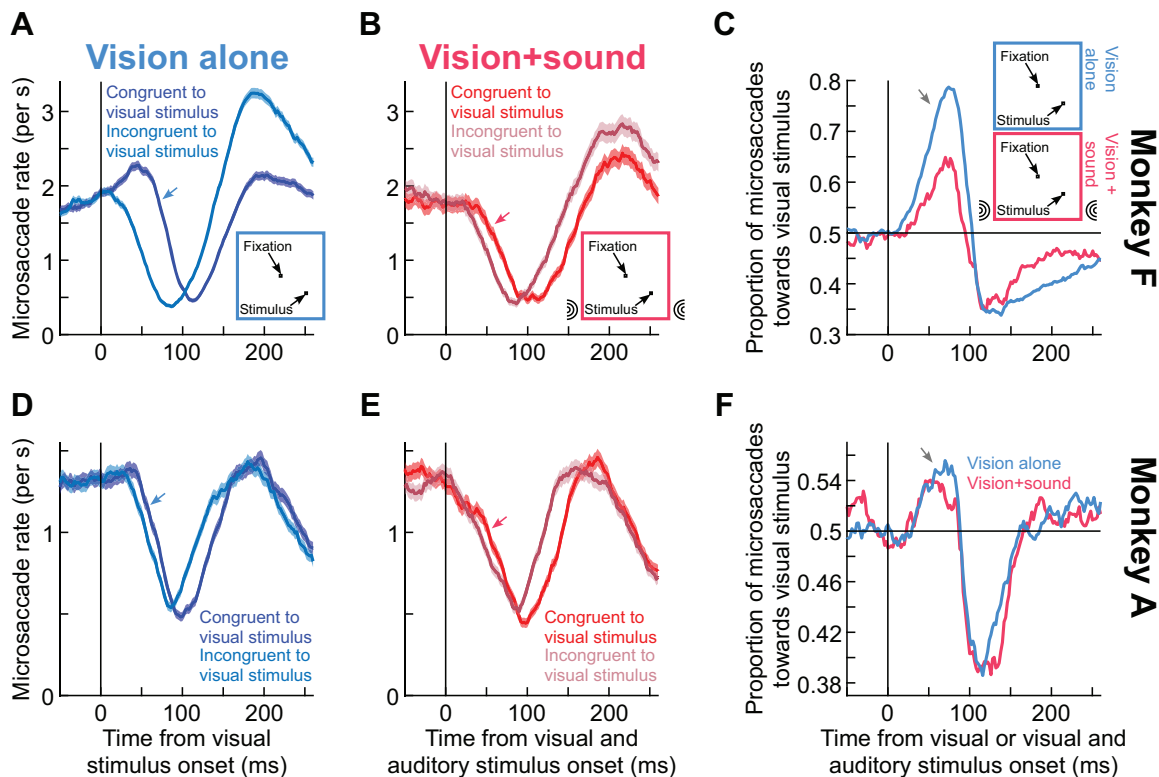 A
Vision alone
Microsaccade rate (per s)
3
2
1
0
0
100
200
Congruent to
visual stimulus
Incongruent to
visual stimulus
Fixation
Stimulus
B
Vision+sound
Congruent to
visual stimulus
Incongruent to
visual stimulus
3
2
1
0
0
100
200
Fixation
Stimulus
C
Proportion of microsaccades
towards visual stimulus
0.8
0.7
0.6
0.5
0.4
0.3
0
100
200
Fixation
Stimulus
Vision
alone
Fixation
Stimulus
Vision +
sound
Monkey F
D
Microsaccade rate (per s)
1
0
0
100
200
Congruent to
visual stimulus
Incongruent to
visual stimulus
Time from visual
stimulus onset (ms)
E
1
0
0
100
200
Congruent to
visual stimulus
Incongruent to
visual stimulus
Time from visual and
auditory stimulus onset (ms)
F
Proportion of microsaccades
towards visual stimulus
0.54
0.5
0.46
0.42
0.38
0
100
200
Vision alone
Vision+sound
Time from visual or visual and
auditory stimulus onset (ms)
Monkey A